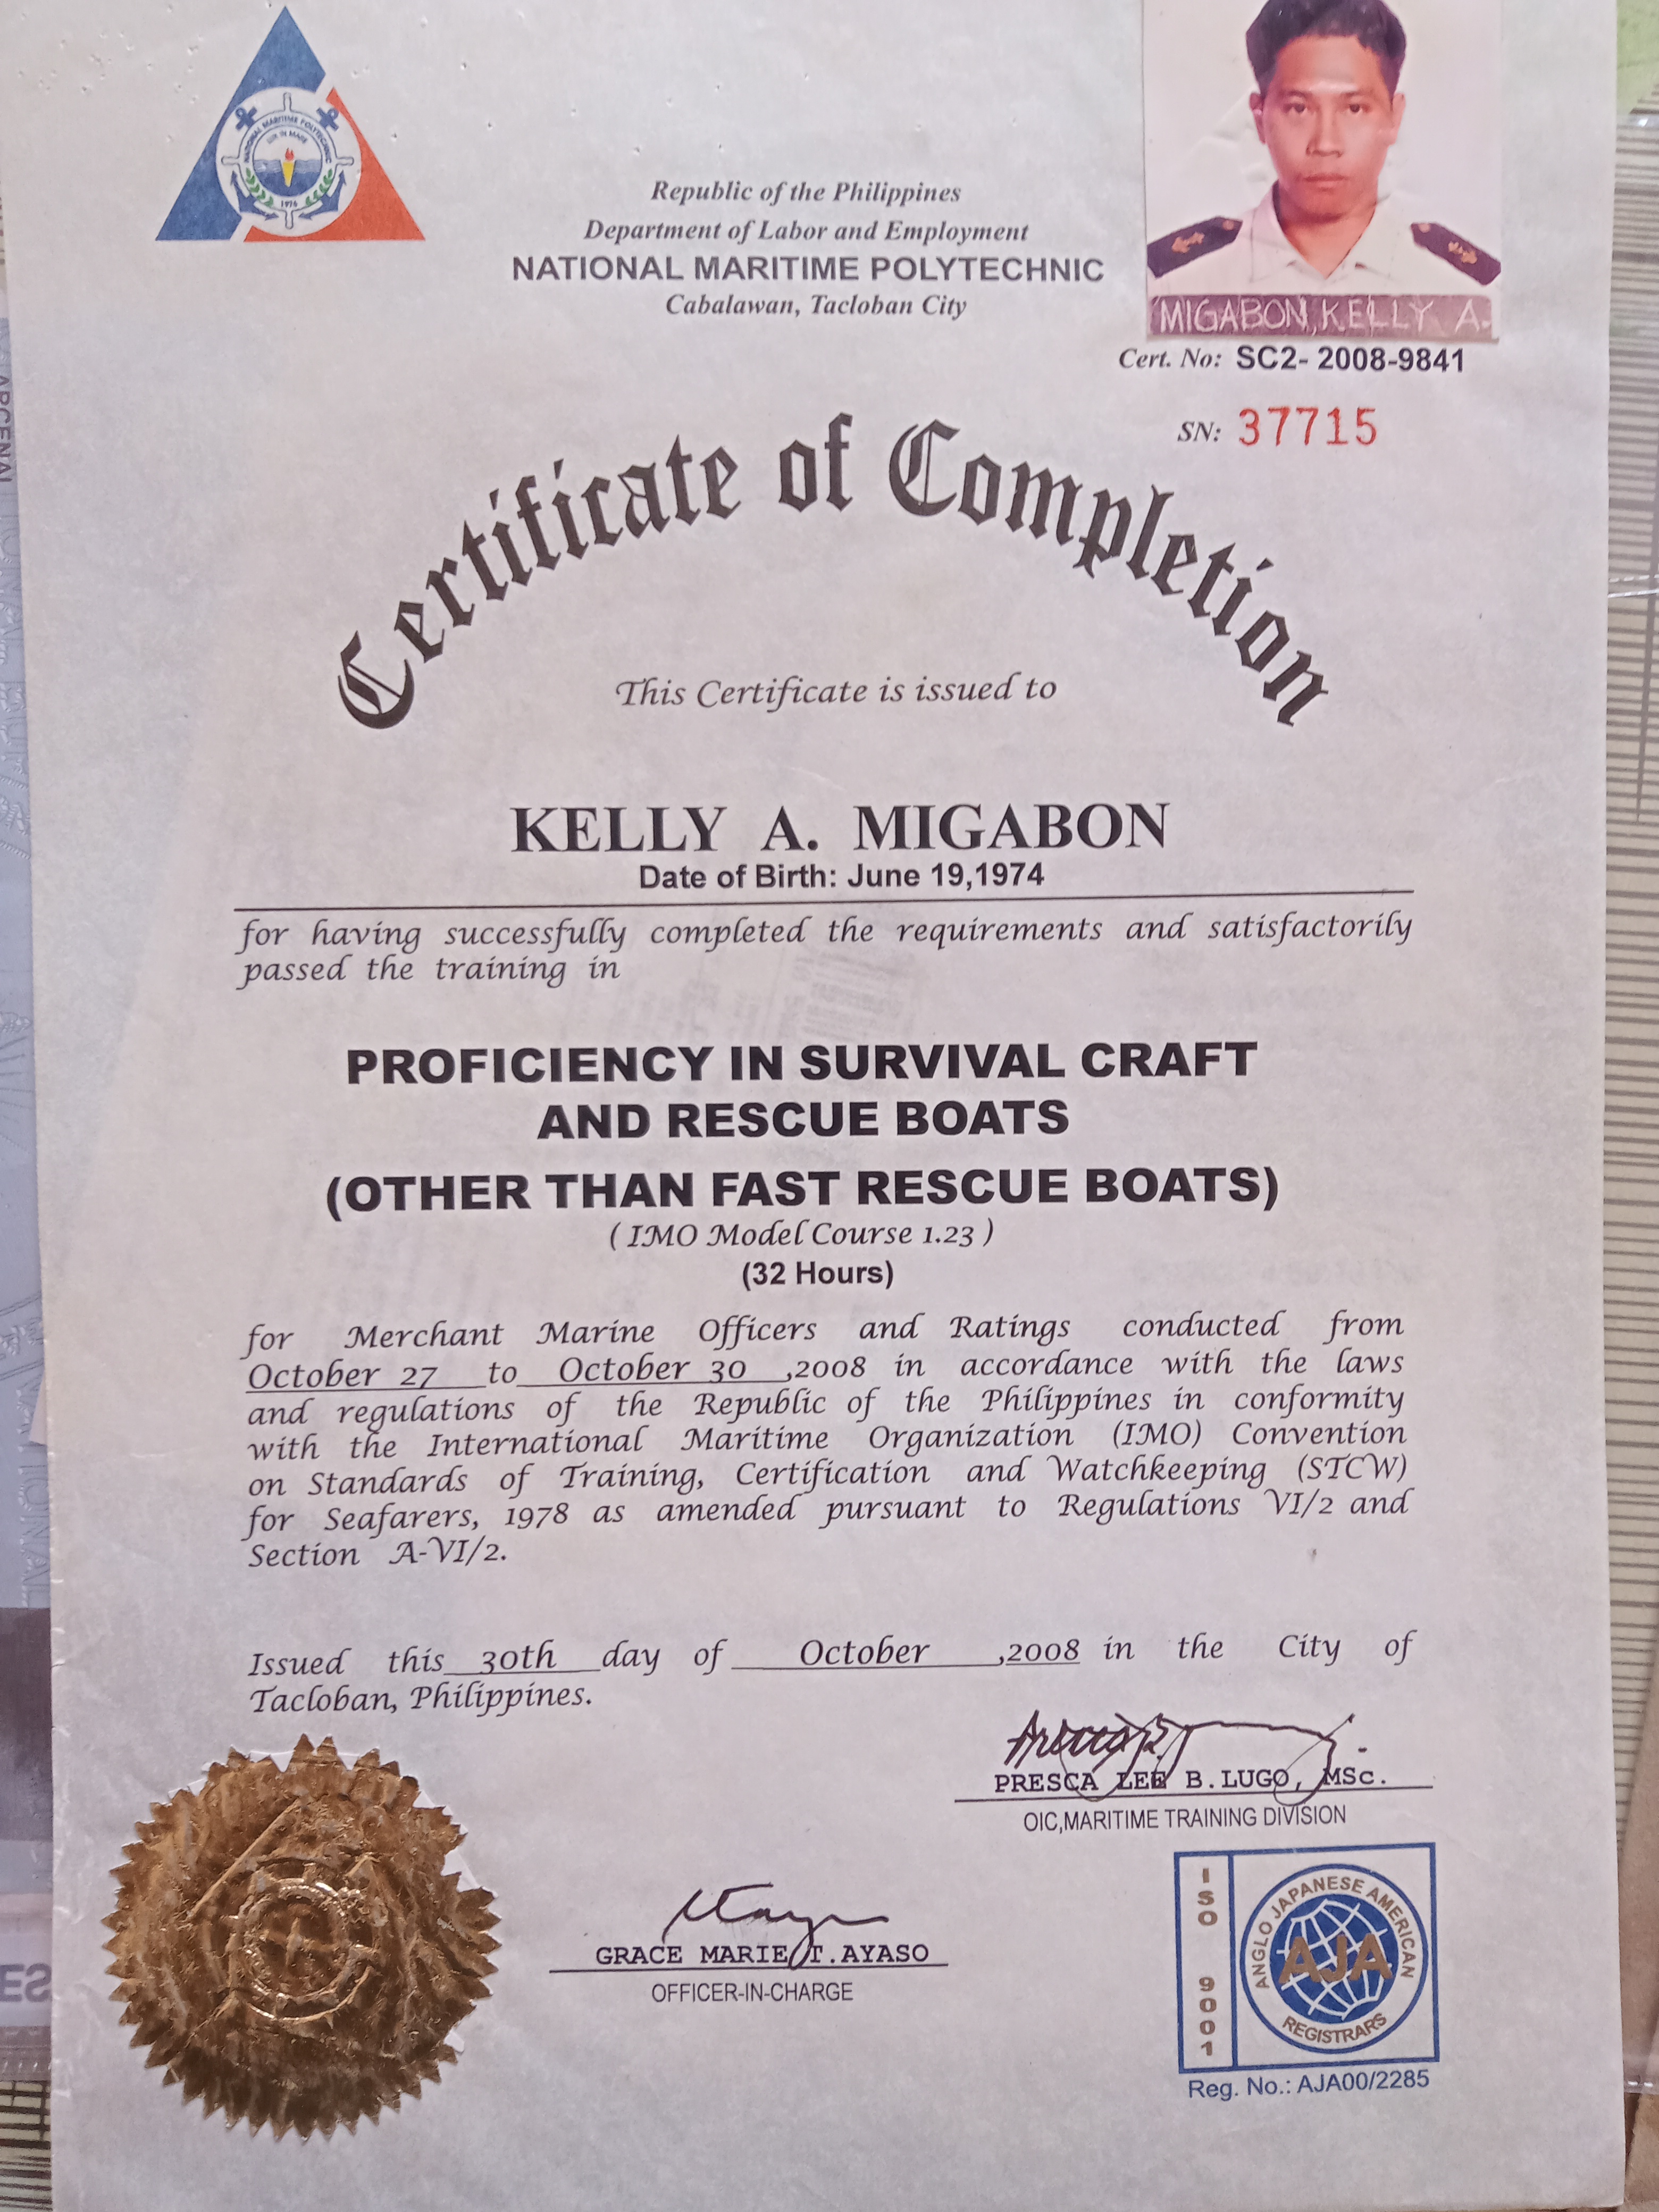 NATIONAL MARITIME POLYTECHNIC
1976
Republic of the Philippines
Department of Labor and Employment
NATIONAL MARITIME POLYTECHNIC
Cabalawan, Tacloban City
MIGABON, KELLY A.
Cert. No: SC2- 2008-9841
SN: 37715
Certificate of Completion
This Certificate is issued to
KELLY A. MIGABON
Date of Birth: June 19,1974
for having successfully completed the requirements and satisfactorily
passed the training in
PROFICIENCY IN SURVIVAL CRAFT
AND RESCUE BOATS
(OTHER THAN FAST RESCUE BOATS)
( IMO Model Course 1.23 )
(32 Hours)
for Merchant Marine Officers and Ratings conducted from
October 27 to October 30 ,2008 in accordance with the laws
and regulations of the Republic of the Philippines in conformity
with the International Maritime Organization (IMO) Convention
on Standards of Training, Certification and Watchkeeping (STCW)
for Seafarers, 1978 as amended pursuant to Regulations VI/2 and
Section A-VI/2.
Issued this 30th day of October ,2008 in the City of
Tacloban, Philippines.
PRESCA LEE B.LUGO, MSc.
OIC,MARITIME TRAINING DIVISION
GRACE MARIE T.AYASO
OFFICER-IN-CHARGE
ISO 9001
ANGLO JAPANESE AMERICAN
AJA
REGISTRARS
Reg. No.: AJA00/2285